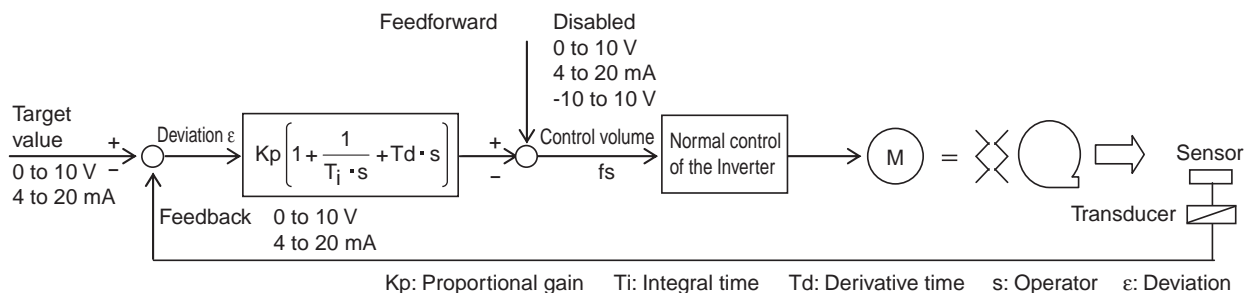 Feedforward
Disabled
0 to 10 V
4 to 20 mA
-10 to 10 V
Target
value
+
−
0 to 10 V
4 to 20 mA
Deviation ε
Kp(1+ 1/Ti・s +Td・s)
+
−
Control volume
fs
Normal control
of the Inverter
M
=
Sensor
Transducer
Feedback
0 to 10 V
4 to 20 mA
Kp: Proportional gain Ti: Integral time Td: Derivative time s: Operator ε: Deviation